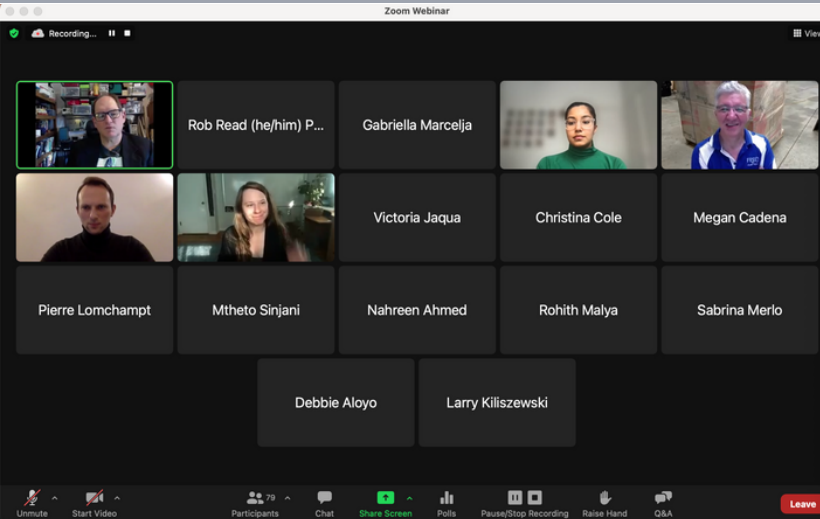 Zoom Webinar
Recording...
View
Rob Read (he/him) P...
Gabriella Marcelja
Victoria Jaqua
Christina Cole
Megan Cadena
Pierre Lomchampt
Mtheto Sinjani
Nahreen Ahmed
Rohith Malya
Sabrina Merlo
Debbie Aloyo
Larry Kiliszewski
Unmute
Start Video
79
Participants
Chat
Share Screen
Polls
Pause/Stop Recording
Raise Hand
Q&A
Leave